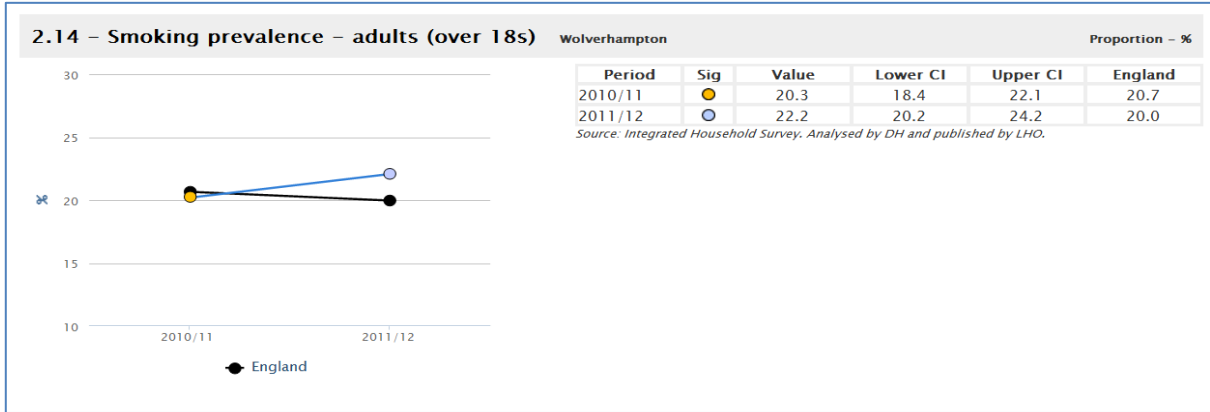 2.14 – Smoking prevalence – adults (over 18s) Wolverhampton Proportion – %
Period Sig Value Lower CI Upper CI England
2010/11 20.3 18.4 22.1 20.7
2011/12 22.2 20.2 24.2 20.0
Source: Integrated Household Survey. Analysed by DH and published by LHO.
30
25
%
20
15
10
2010/11 2011/12
England